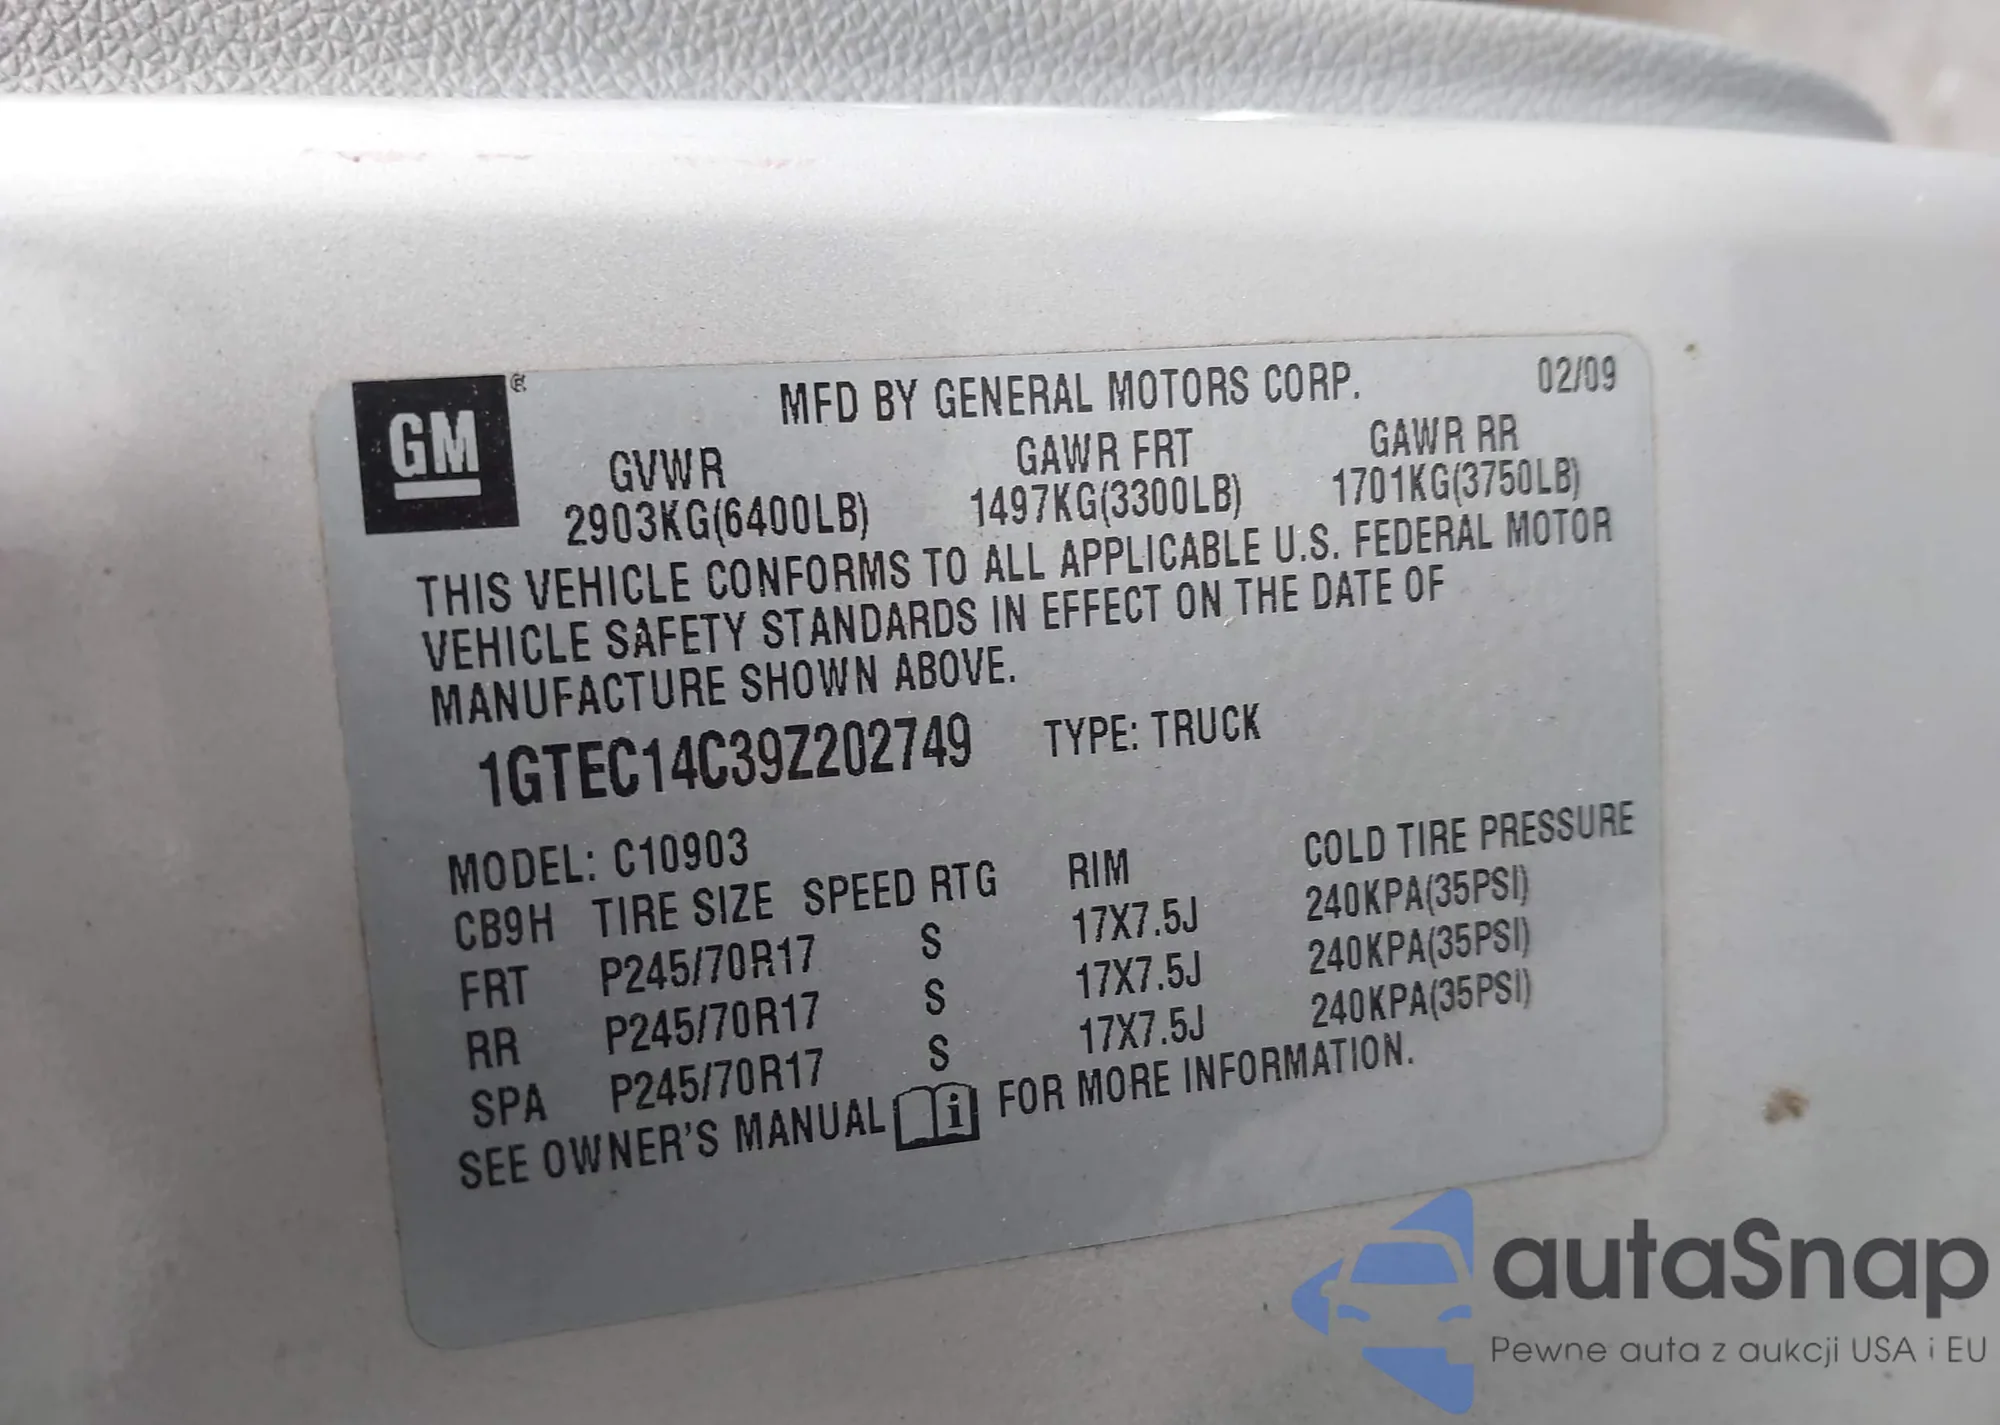 GM®
MFD BY GENERAL MOTORS CORP. 02/09
GVWR GAWR FRT GAWR RR
2903KG(6400LB) 1497KG(3300LB) 1701KG(3750LB)
THIS VEHICLE CONFORMS TO ALL APPLICABLE U.S. FEDERAL MOTOR
VEHICLE SAFETY STANDARDS IN EFFECT ON THE DATE OF
MANUFACTURE SHOWN ABOVE.
1GTEC14C39Z202749 TYPE: TRUCK
MODEL: C10903
CB9H TIRE SIZE SPEED RTG RIM COLD TIRE PRESSURE
FRT P245/70R17 S 17X7.5J 240KPA(35PSI)
RR P245/70R17 S 17X7.5J 240KPA(35PSI)
SPA P245/70R17 S 17X7.5J 240KPA(35PSI)
SEE OWNER'S MANUAL i FOR MORE INFORMATION.
autaSnap
Pewne auta z aukcji USA i EU